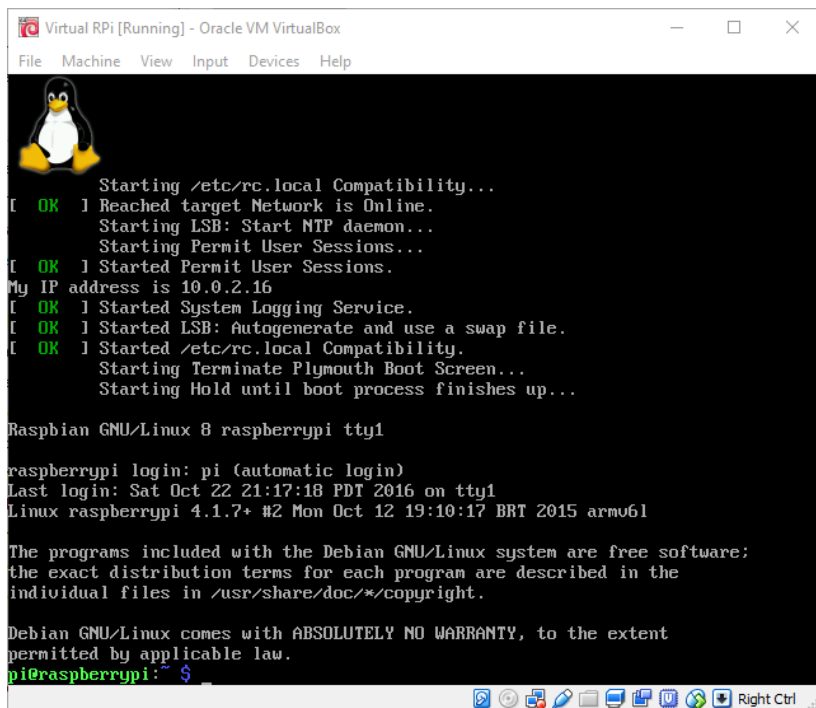 Virtual RPi [Running] - Oracle VM VirtualBox
File Machine View Input Devices Help
Starting /etc/rc.local Compatibility...
[ OK ] Reached target Network is Online.
Starting LSB: Start NTP daemon...
Starting Permit User Sessions...
[ OK ] Started Permit User Sessions.
My IP address is 10.0.2.16
[ OK ] Started System Logging Service.
[ OK ] Started LSB: Autogenerate and use a swap file.
[ OK ] Started /etc/rc.local Compatibility.
Starting Terminate Plymouth Boot Screen...
Starting Hold until boot process finishes up...
Raspbian GNU/Linux 8 raspberrypi tty1
raspberrypi login: pi (automatic login)
Last login: Sat Oct 22 21:17:18 PDT 2016 on tty1
Linux raspberrypi 4.1.7+ #2 Mon Oct 12 19:10:17 BRT 2015 armv6l
The programs included with the Debian GNU/Linux system are free software;
the exact distribution terms for each program are described in the
individual files in /usr/share/doc/*/copyright.
Debian GNU/Linux comes with ABSOLUTELY NO WARRANTY, to the extent
permitted by applicable law.
pi@raspberrypi:~ $ _
Right Ctrl